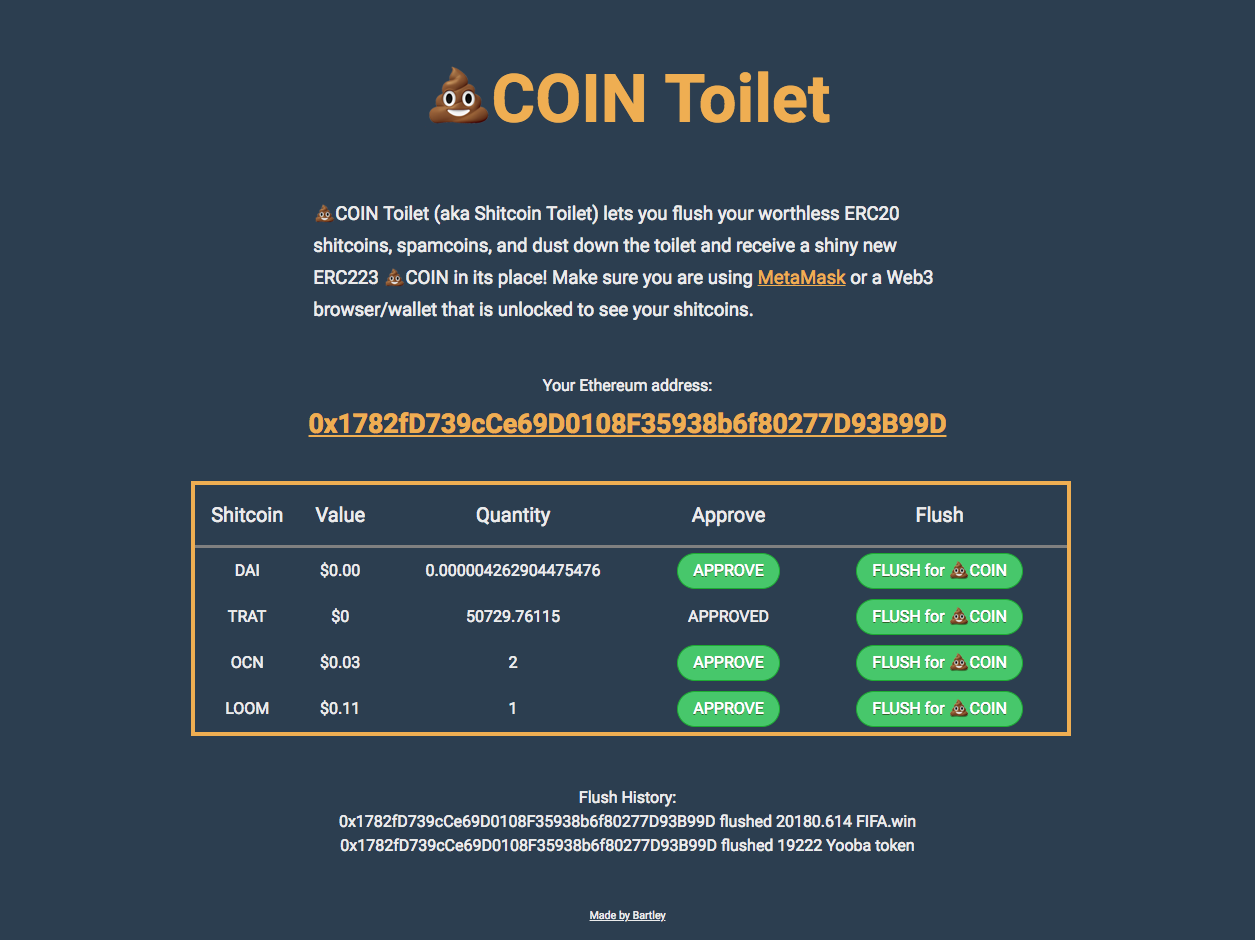 💩COIN Toilet
💩COIN Toilet (aka Shitcoin Toilet) lets you flush your worthless ERC20
shitcoins, spamcoins, and dust down the toilet and receive a shiny new
ERC223 💩COIN in its place! Make sure you are using MetaMask or a Web3
browser/wallet that is unlocked to see your shitcoins.
Your Ethereum address:
0x1782fD739cCe69D0108F35938b6f80277D93B99D
Shitcoin Value Quantity Approve Flush
DAI $0.00 0.000004262904475476 APPROVE FLUSH for 💩COIN
TRAT $0 50729.76115 APPROVED FLUSH for 💩COIN
OCN $0.03 2 APPROVE FLUSH for 💩COIN
LOOM $0.11 1 APPROVE FLUSH for 💩COIN
Flush History:
0x1782fD739cCe69D0108F35938b6f80277D93B99D flushed 20180.614 FIFA.win
0x1782fD739cCe69D0108F35938b6f80277D93B99D flushed 19222 Yooba token
Made by Bartley